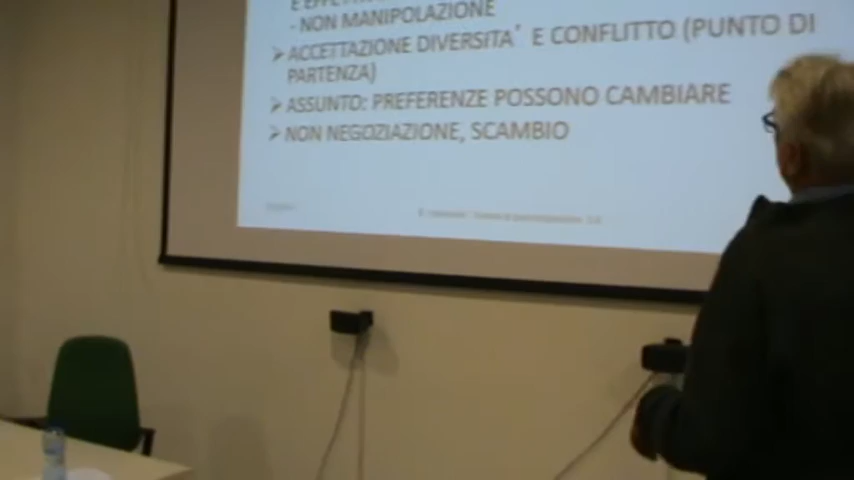 - NON MANIPOLAZIONE
➢ ACCETTAZIONE DIVERSITA´ E CONFLITTO (PUNTO DI
PARTENZA)
➢ ASSUNTO: PREFERENZE POSSONO CAMBIARE
➢ NON NEGOZIAZIONE, SCAMBIO